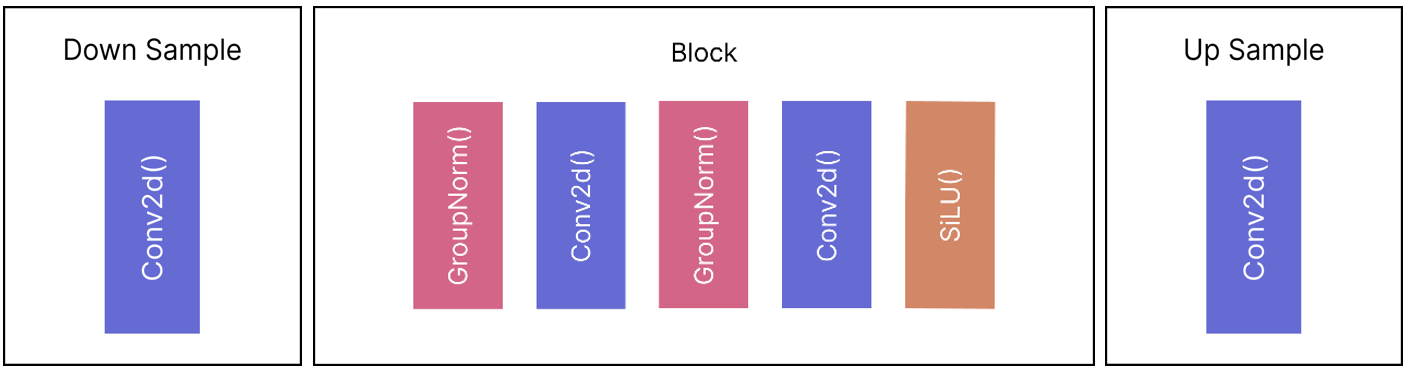 Down Sample
Conv2d()
Block
GroupNorm()
Conv2d()
GroupNorm()
Conv2d()
SiLU()
Up Sample
Conv2d()